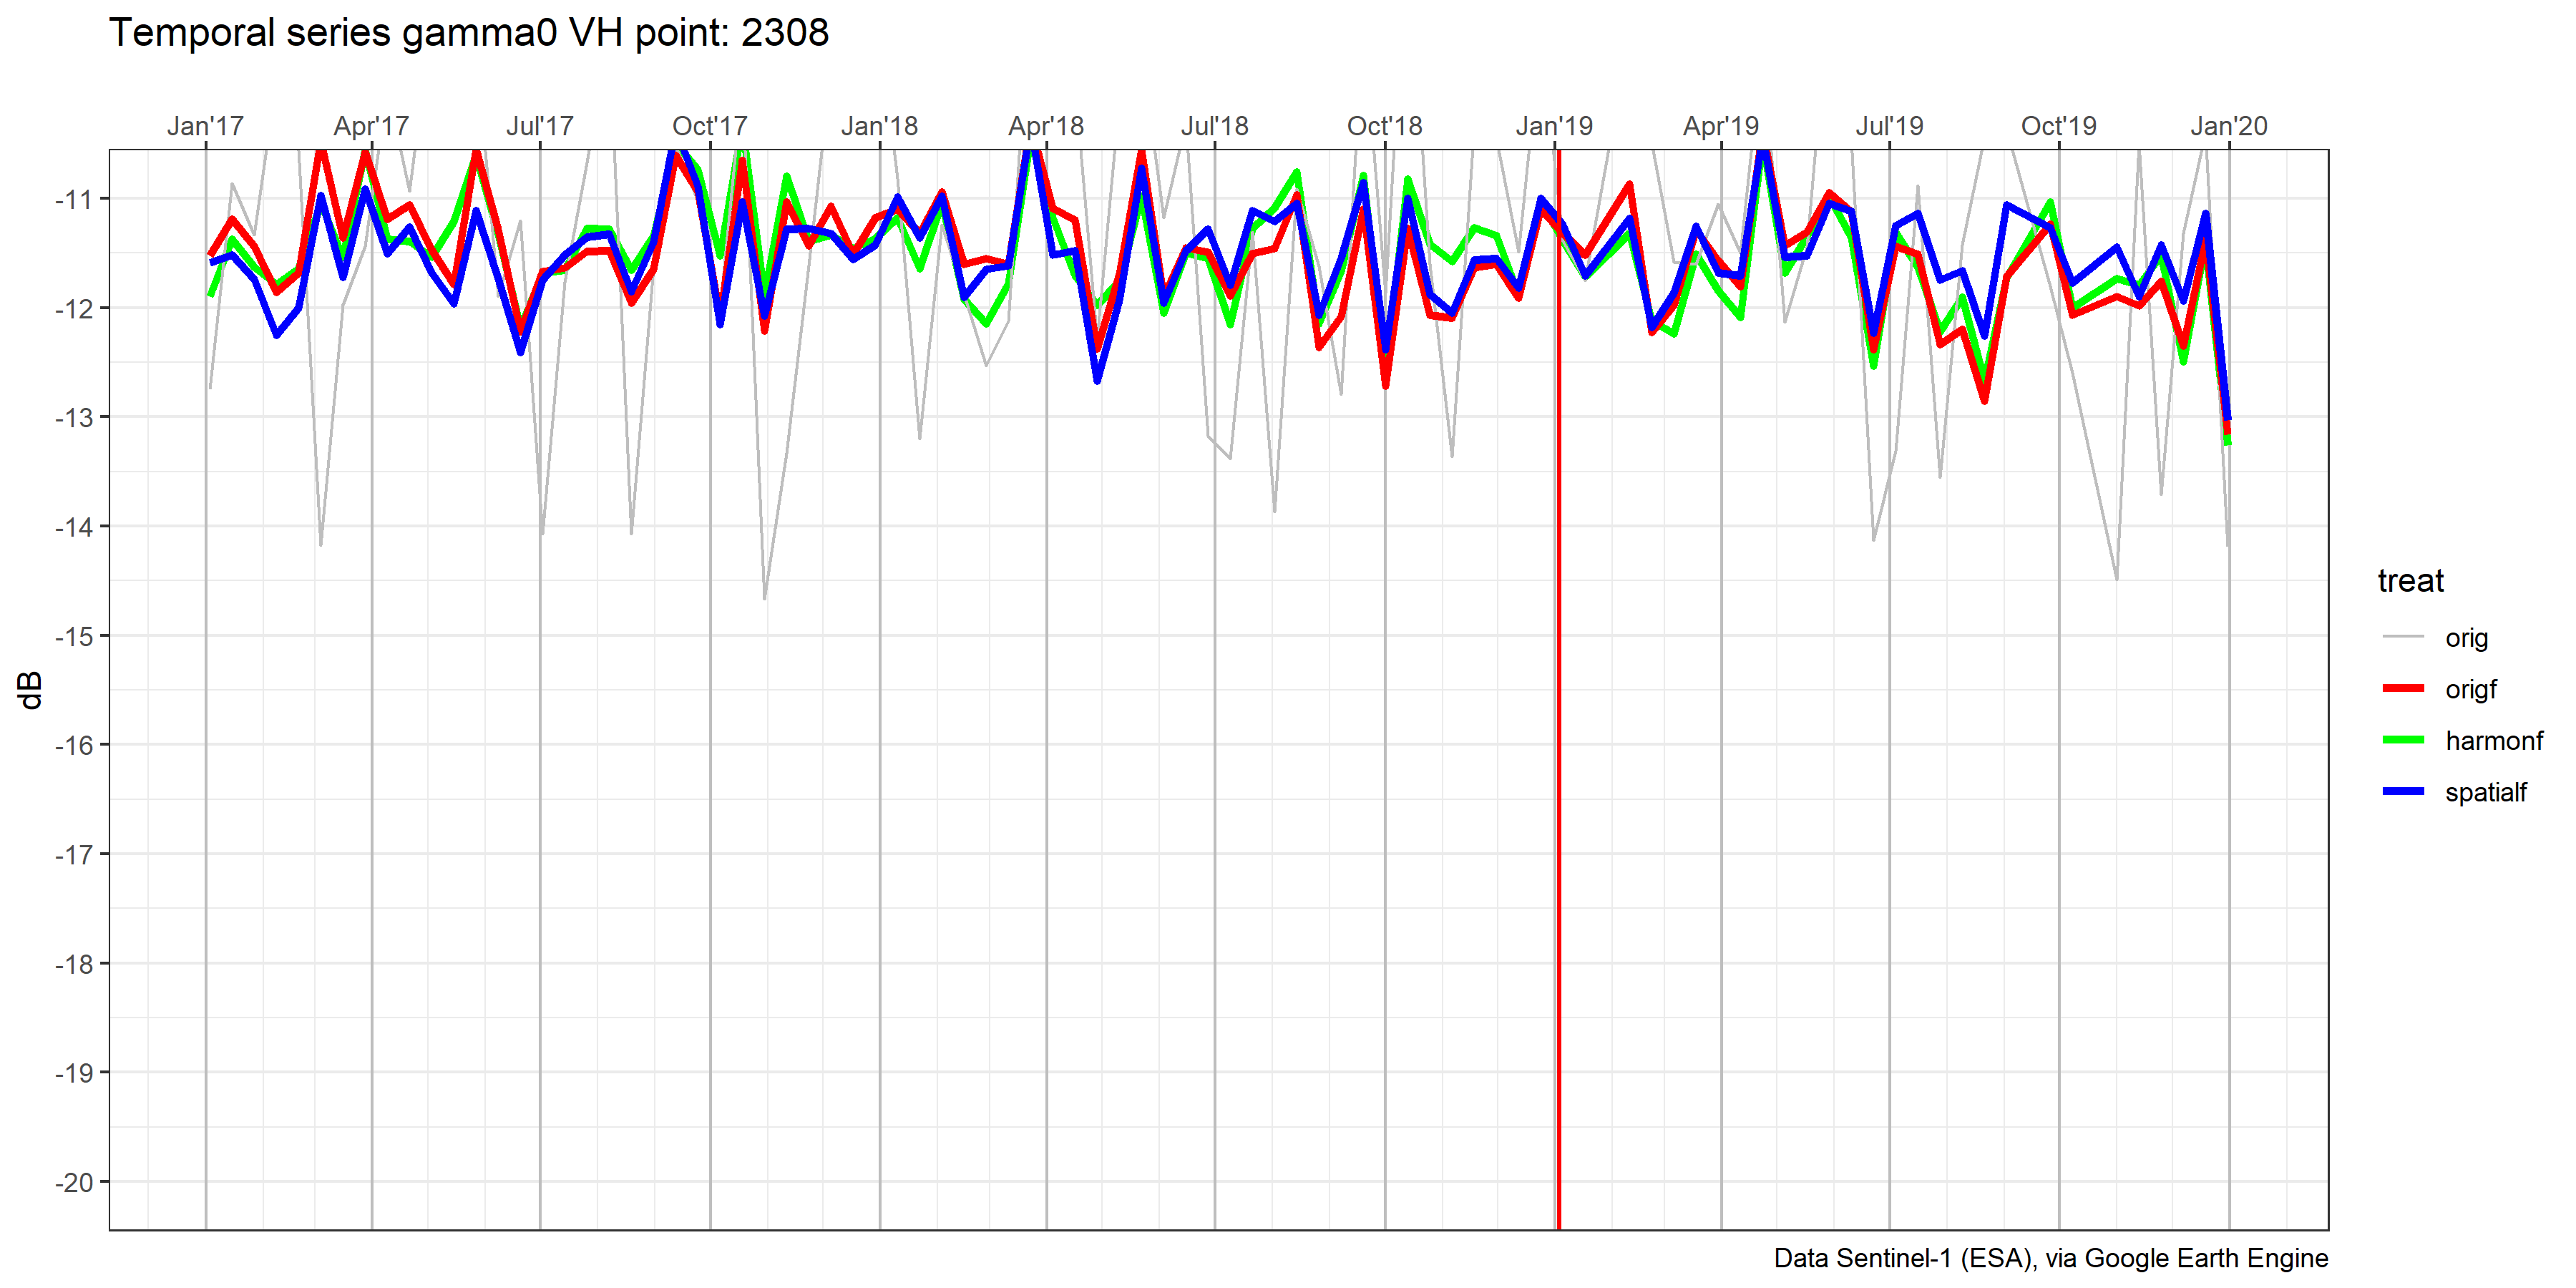 Temporal series gamma0 VH point: 2308
Jan'17 Apr'17 Jul'17 Oct'17 Jan'18 Apr'18 Jul'18 Oct'18 Jan'19 Apr'19 Jul'19 Oct'19 Jan'20
-11
-12
-13
-14
-15
-16
-17
-18
-19
-20
dB
treat
orig
origf
harmonf
spatialf
Data Sentinel-1 (ESA), via Google Earth Engine